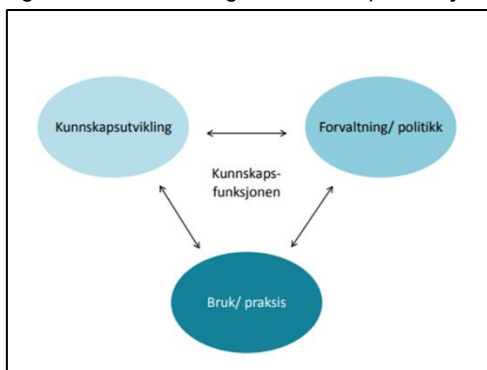 Kunnskapsutvikling
Forvaltning/ politikk
Kunnskaps-
funksjonen
Bruk/ praksis